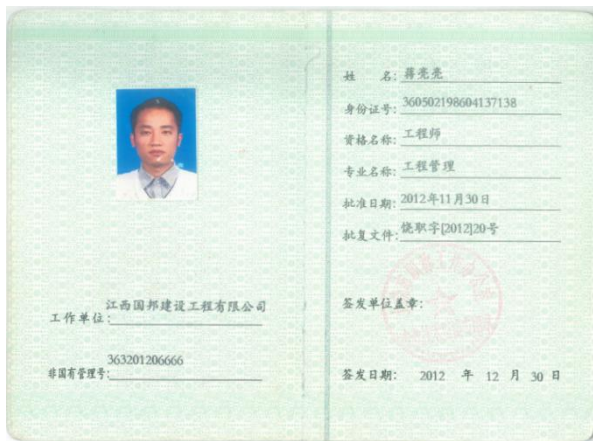 江西国邦建设工程有限公司
工作单位:
363201206666
非国有管理号:
姓 名: 蒋亮亮
身份证号: 360502198604137138
资格名称: 工程师
专业名称: 工程管理
批准日期: 2012年11月30日
批复文件: 饶职字[2012]20号
签发单位盖章:
签发日期: 2012 年 12 月 30 日